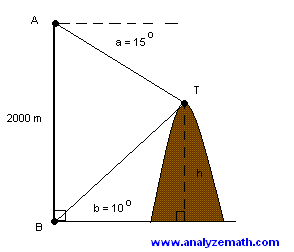 A
a = 15°
T
2000 m
h
b = 10°
B
www.analyzemath.com